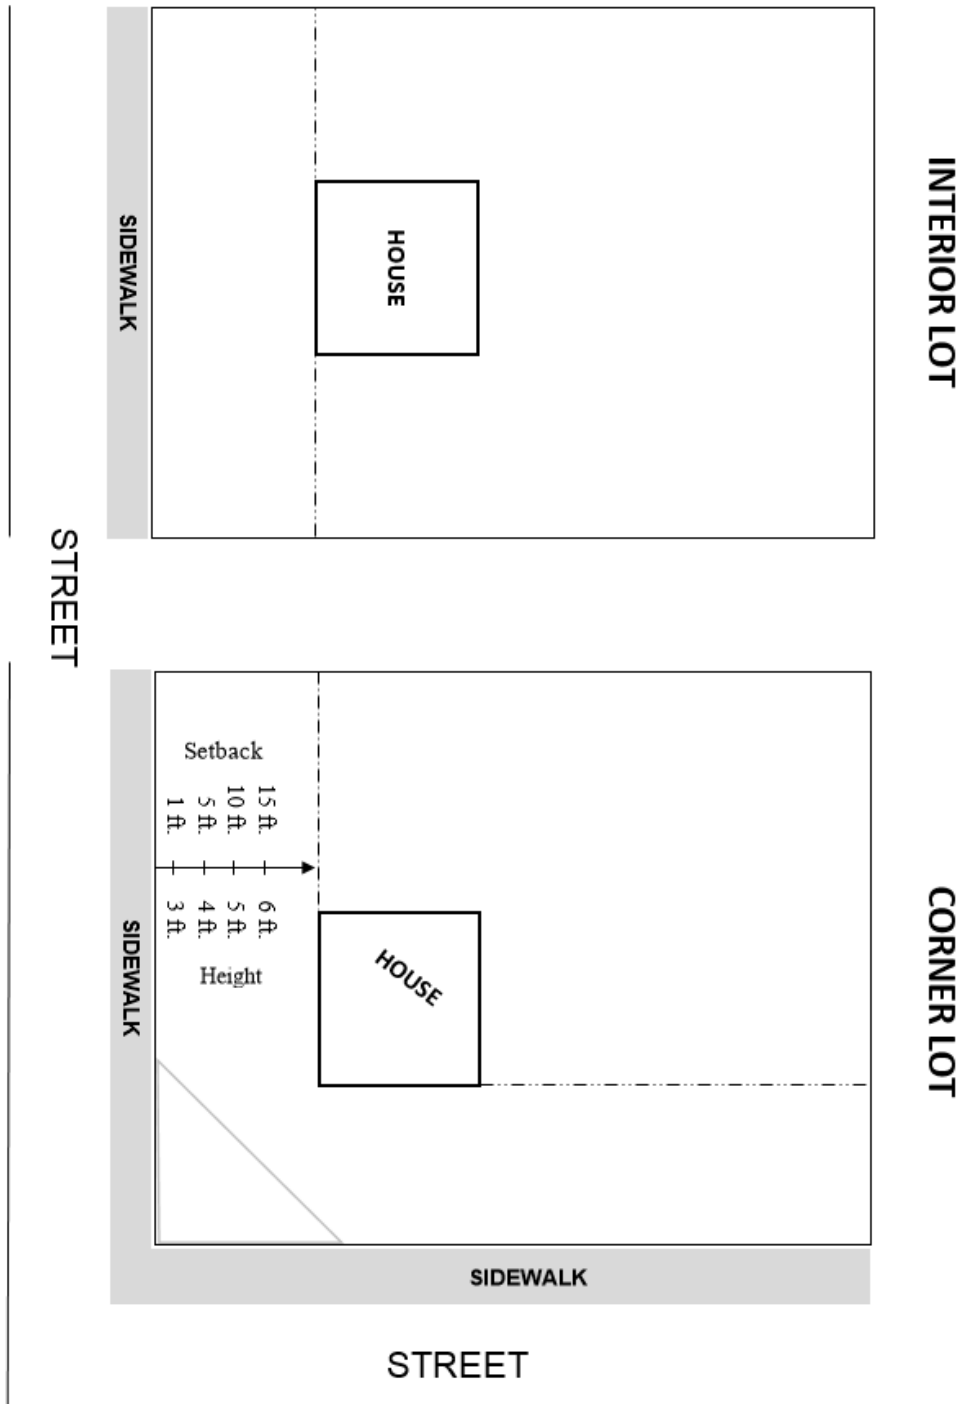 INTERIOR LOT
HOUSE
SIDEWALK
STREET
CORNER LOT
Setback
15 ft.
10 ft.
5 ft.
1 ft.
6 ft.
5 ft.
4 ft.
3 ft.
Height
HOUSE
SIDEWALK
SIDEWALK
STREET